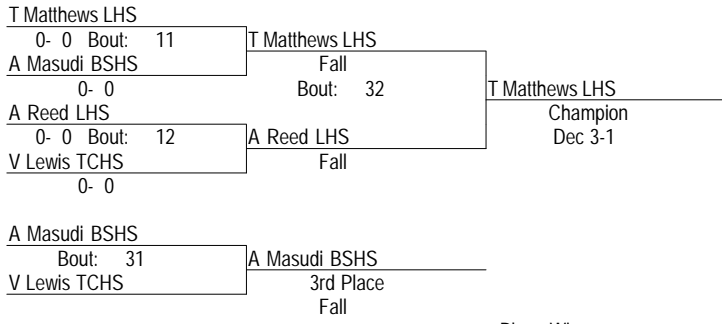 T Matthews LHS
0- 0 Bout: 11
T Matthews LHS
A Masudi BSHS
Fall
0- 0
Bout: 32
T Matthews LHS
A Reed LHS
Champion
0- 0 Bout: 12
A Reed LHS
Dec 3-1
V Lewis TCHS
Fall
0- 0
A Masudi BSHS
Bout: 31
A Masudi BSHS
V Lewis TCHS
3rd Place
Fall